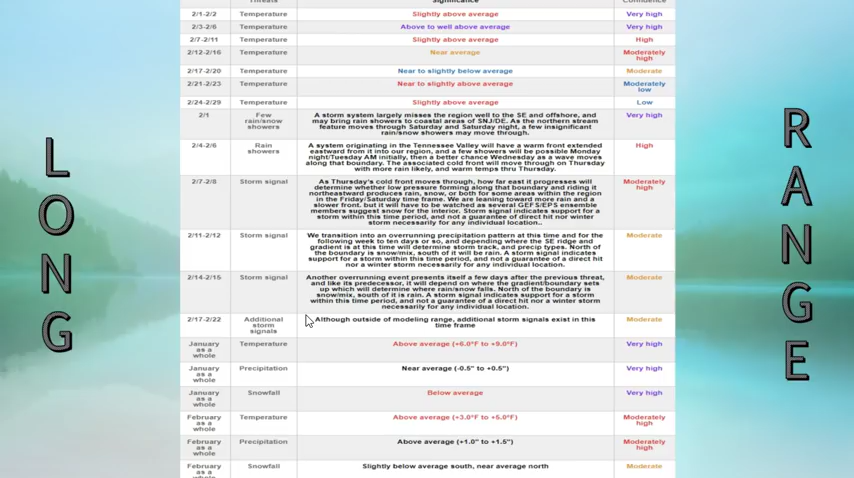 LONG
Threats Significance Confidence
2/1-2/2 Temperature Slightly above average Very high
2/3-2/6 Temperature Above to well above average Very high
2/7-2/11 Temperature Slightly above average High
2/12-2/16 Temperature Near average Moderately
high
2/17-2/20 Temperature Near to slightly below average Moderate
2/21-2/23 Temperature Near to slightly above average Moderately
low
2/24-2/29 Temperature Slightly above average Low
2/1 Few
rain/snow
showers
A storm system largely misses the region well to the SE and offshore, and
may bring rain showers to coastal areas of SNJ/DE. As the northern stream
feature moves through Saturday and Saturday night, a few insignificant
rain/snow showers may move through.
Very high
2/4-2/6 Rain
showers
A system originating in the Tennessee Valley will have a warm front extended
eastward from it into our region, and a few showers will be possible Monday
night/Tuesday AM initially, then a better chance Wednesday as a wave moves
along that boundary. The associated cold front will move through on Thursday
with more rain likely, and warm temps thru Thursday.
High
2/7-2/8 Storm signal
As Thursday's cold front moves through, how far east it progresses will
determine whether low pressure forming along that boundary and riding it
northeastward produces rain, snow, or both for some areas within the region
in the Friday/Saturday time frame. We are leaning toward more rain and a
slower front, but it will have to be watched as several GEFS/EPS ensemble
members suggest snow for the interior. Storm signal indicates support for a
storm within this time period, and not a guarantee of direct hit nor winter
storm necessarily for any individual location..
Moderately
high
2/11-2/12 Storm signal
We transition into an overrunning precipitation pattern at this time and for the
following week to ten days or so, and depending where the SE ridge and
gradient is at this time will determine storm track, and precip types. North of
the boundary is snow/mix, south of it will be rain. A storm signal indicates
support for a storm within this time period, and not a guarantee of direct hit
nor a winter storm necessarily for any individual location.
Moderate
2/14-2/15 Storm signal
Another overrunning event presents itself a few days after the previous threat,
and like its predecessor, it will depend on where the gradient/boundary sets
up which will determine where rain/snow falls. North of the boundary is
snow/mix, south of it is rain. A storm signal indicates support for a storm
within this time period, and not a guarantee of a direct hit nor a winter storm
necessarily for any individual location.
Moderate
2/17-2/22 Additional
storm
signals
Although outside of modeling range, additional storm signals exist in this
time frame
Moderate
January
as a
whole
Temperature Above average (+6.0°F to +9.0°F) Very high
January
as a
whole
Precipitation Near average (-0.5" to +0.5") Very high
January
as a
whole
Snowfall Below average Very high
February
as a
whole
Temperature Above average (+3.0°F to +5.0°F) Moderately
high
February
as a
whole
Precipitation Above average (+1.0" to +1.5") Moderately
high
February
as a
whole
Snowfall Slightly below average south, near average north Moderate
RANGE